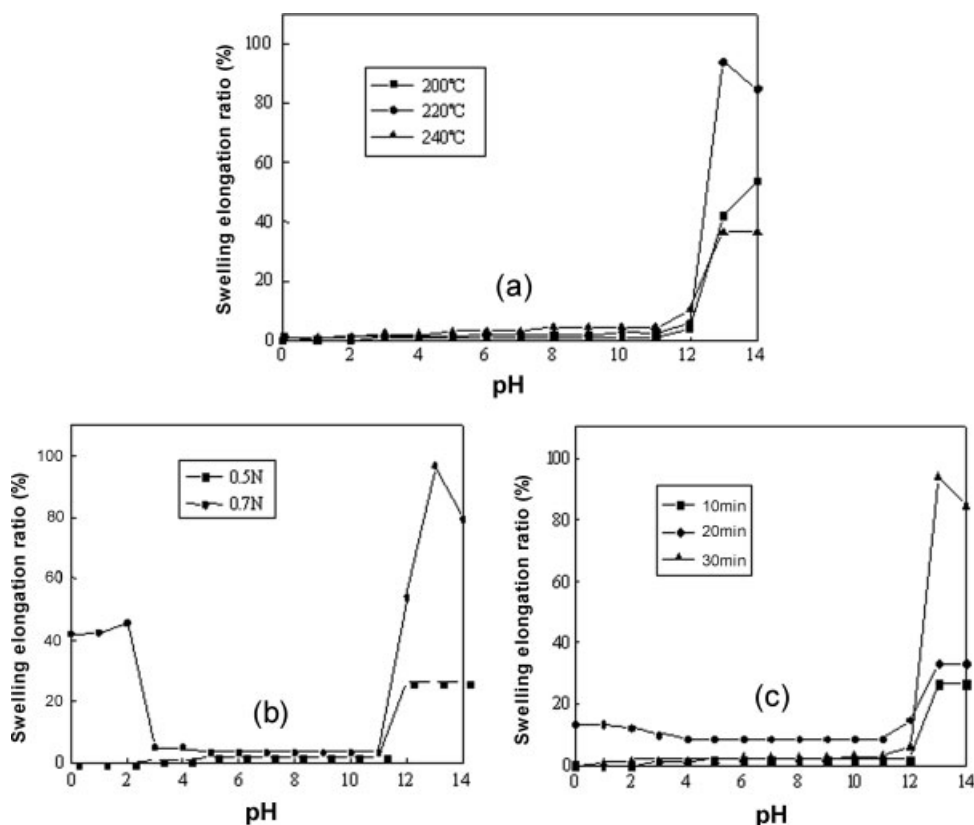 Swelling elongation ratio (%)
100
80
60
40
20
0
200°C
220°C
240°C
(a)
0 2 4 6 8 10 12 14
pH
Swelling elongation ratio (%)
100
80
60
40
20
0
0.5N
0.7N
(b)
0 2 4 6 8 10 12 14
pH
Swelling elongation ratio (%)
100
80
60
40
20
0
10min
20min
30min
(c)
0 2 4 6 8 10 12 14
pH